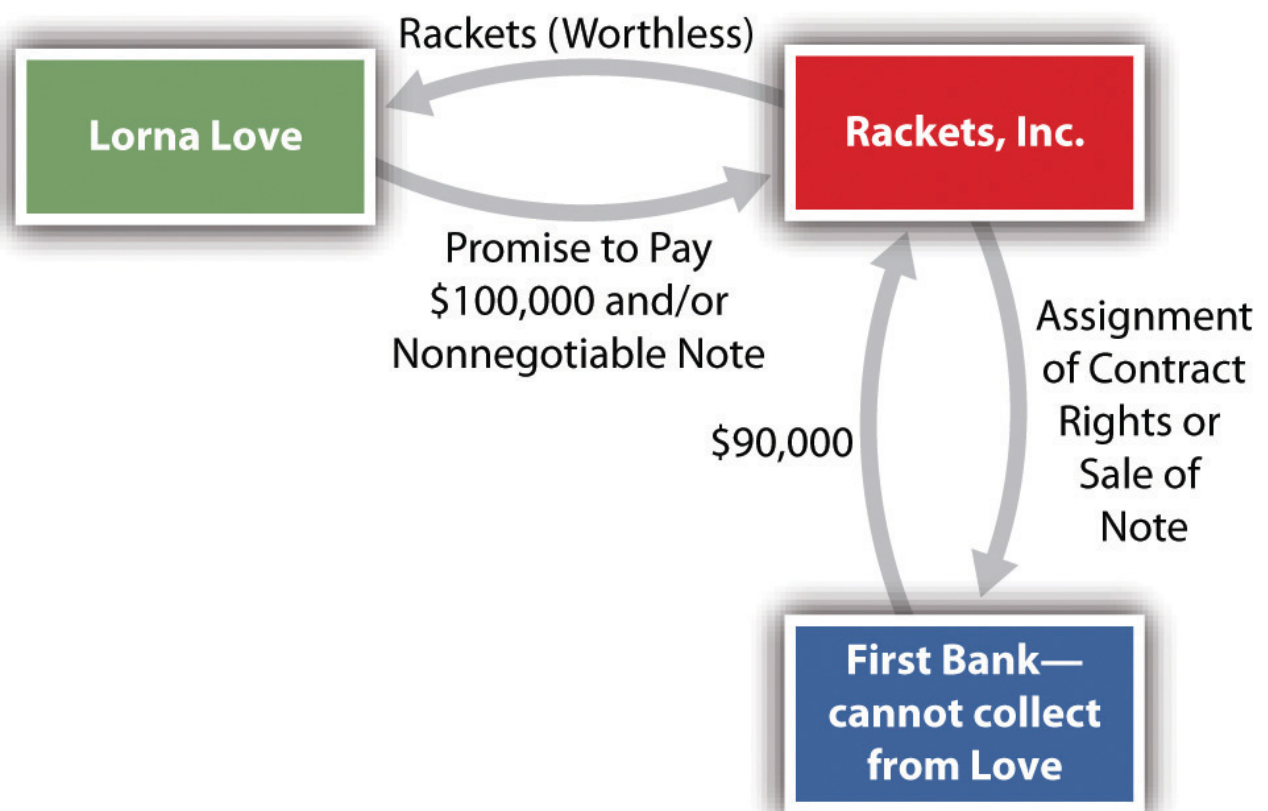 Rackets (Worthless)
Lorna Love
Rackets, Inc.
Promise to Pay
$100,000 and/or
Nonnegotiable Note
Assignment
of Contract
Rights or
Sale of
Note
$90,000
First Bank—
cannot collect
from Love